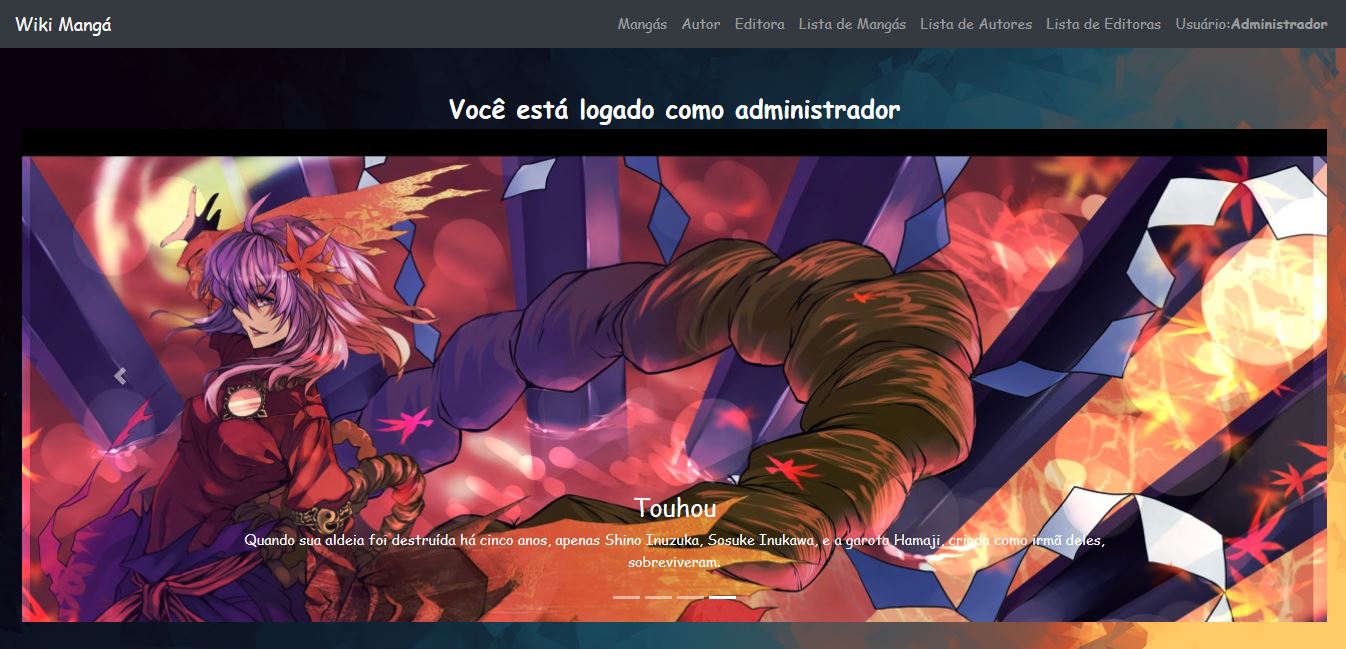 Wiki Mangá
Mangás Autor Editora Lista de Mangás Lista de Autores Lista de Editoras Usuário:Administrador
Você está logado como administrador
Touhou
Quando sua aldeia foi destruída há cinco anos, apenas Shino Inuzuka, Sosuke Inukawa, e a garota Hamaji, criada como irmã deles,
sobreviveram.